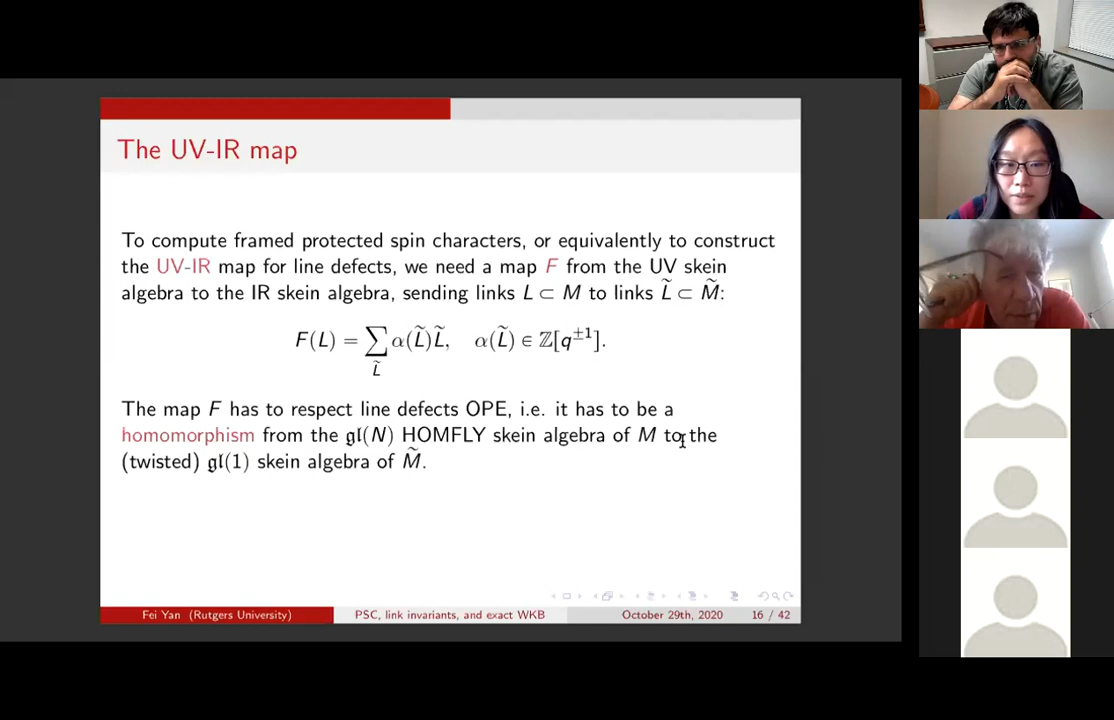 The UV-IR map
To compute framed protected spin characters, or equivalently to construct
the UV-IR map for line defects, we need a map F from the UV skein
algebra to the IR skein algebra, sending links L ⊂ M to links L̃ ⊂ M̃:
F(L) = ∑ α(L̃)L̃, α(L̃) ∈ ℤ[q^{±1}].
L̃
The map F has to respect line defects OPE, i.e. it has to be a
homomorphism from the 𝔤𝔩(N) HOMFLY skein algebra of M to the
(twisted) 𝔤𝔩(1) skein algebra of M̃.
Fei Yan (Rutgers University) PSC, link invariants, and exact WKB October 29th, 2020 16 / 42